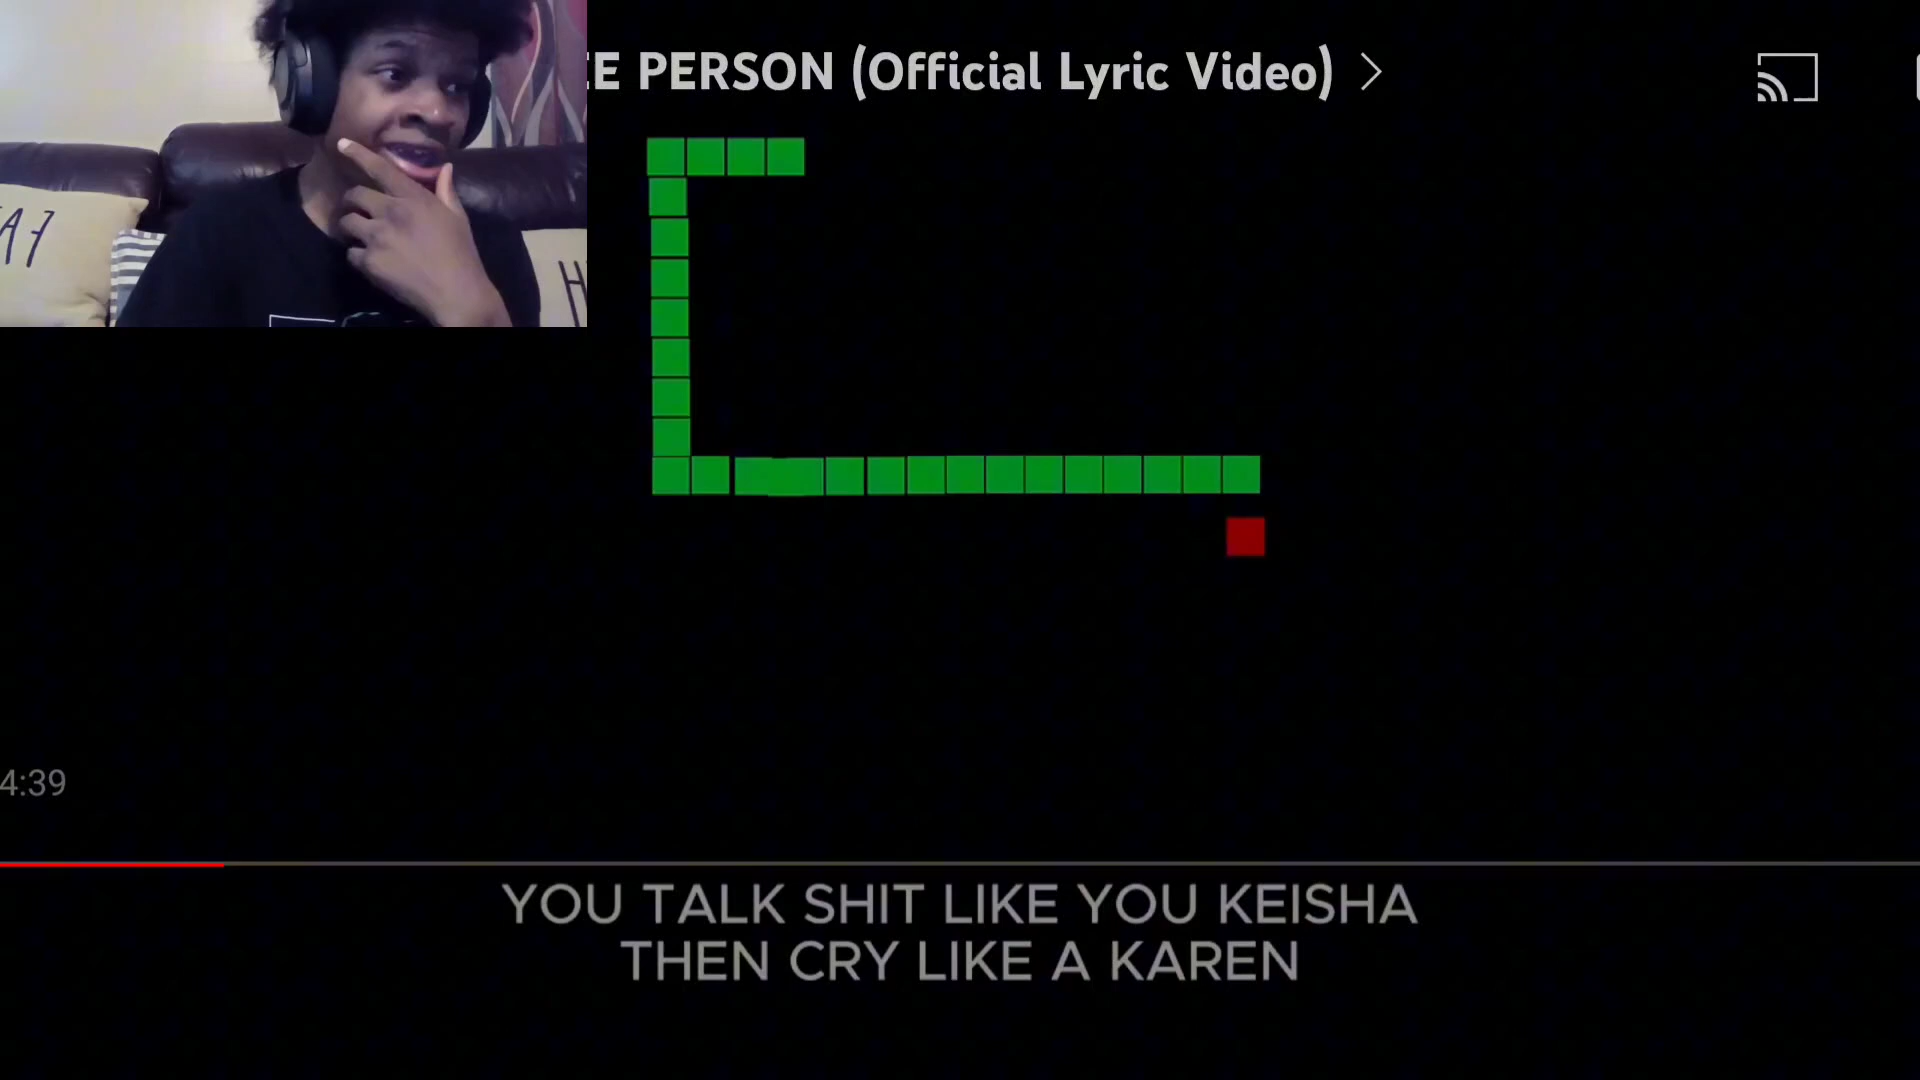 E PERSON (Official Lyric Video)
4:39
YOU TALK SHIT LIKE YOU KEISHA
THEN CRY LIKE A KAREN